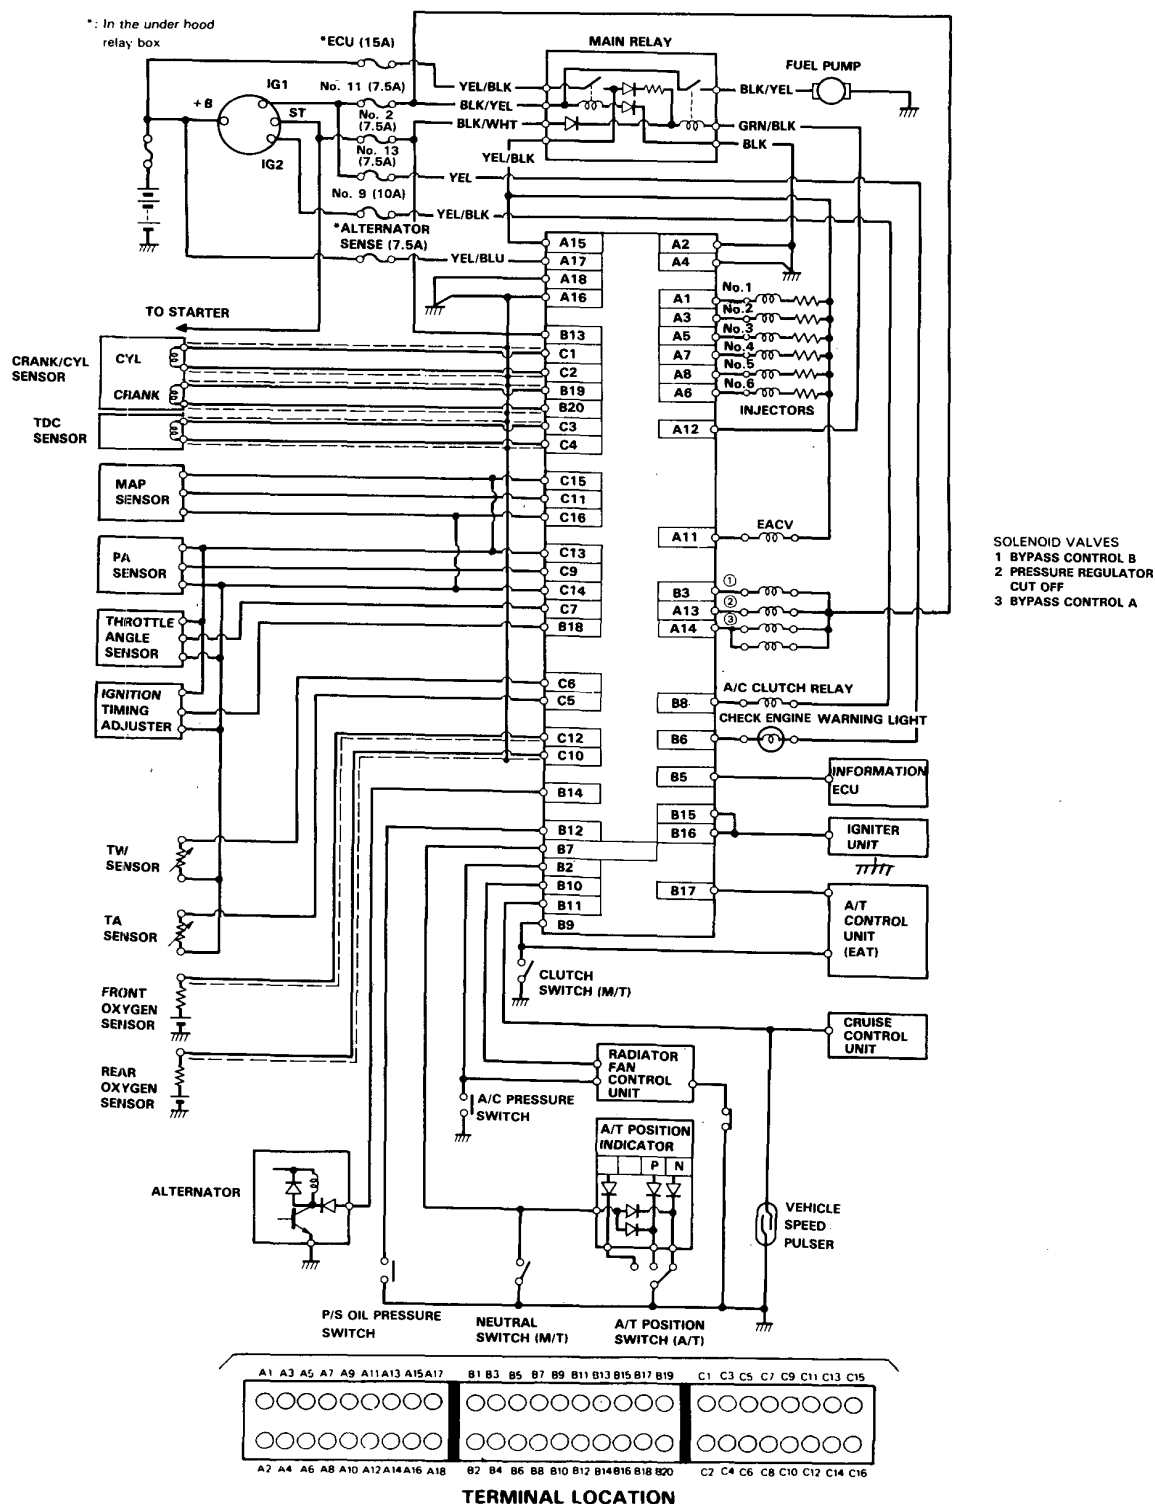 *: In the under hood
relay box
*ECU (15A)
MAIN RELAY
FUEL PUMP
IG1
No. 11 (7.5A)
YEL/BLK
BLK/YEL
+B
ST
BLK/YEL
No. 2
(7.5A)
BLK/WHT
GRN/BLK
No. 13
(7.5A)
BLK
IG2
YEL/BLK
YEL
No. 9 (10A)
YEL/BLK
*ALTERNATOR
SENSE (7.5A)
YEL/BLU
A15
A17
A18
A16
A2
A4
TO STARTER
No.1
A1
No.2
A3
No.3
A5
No.4
A7
No.5
A8
No.6
A6
INJECTORS
A12
CRANK/CYL
SENSOR
CYL
CRANK
TDC
SENSOR
B13
C1
C2
B19
B20
C3
C4
MAP
SENSOR
C15
C11
C16
A11
EACV
PA
SENSOR
C13
C9
C14
C7
B18
THROTTLE
ANGLE
SENSOR
SOLENOID VALVES
1 BYPASS CONTROL B
2 PRESSURE REGULATOR
CUT OFF
3 BYPASS CONTROL A
B3
①
A13
②
A14
③
IGNITION
TIMING
ADJUSTER
C6
C5
A/C CLUTCH RELAY
B8
CHECK ENGINE WARNING LIGHT
B6
C12
C10
B5
INFORMATION
ECU
B14
B15
B16
IGNITER
UNIT
B12
B7
B2
B10
B11
B9
B17
TW
SENSOR
A/T
CONTROL
UNIT
(EAT)
TA
SENSOR
CLUTCH
SWITCH (M/T)
FRONT
OXYGEN
SENSOR
CRUISE
CONTROL
UNIT
REAR
OXYGEN
SENSOR
RADIATOR
FAN
CONTROL
UNIT
A/C PRESSURE
SWITCH
A/T POSITION
INDICATOR
P N
ALTERNATOR
VEHICLE
SPEED
PULSER
P/S OIL PRESSURE
SWITCH
NEUTRAL
SWITCH (M/T)
A/T POSITION
SWITCH (A/T)
A1 A3 A5 A7 A9 A11 A13 A15 A17 B1 B3 B5 B7 B9 B11 B13 B15 B17 B19 C1 C3 C5 C7 C9 C11 C13 C15
A2 A4 A6 A8 A10 A12 A14 A16 A18 B2 B4 B6 B8 B10 B12 B14 B16 B18 B20 C2 C4 C6 C8 C10 C12 C14 C16
TERMINAL LOCATION